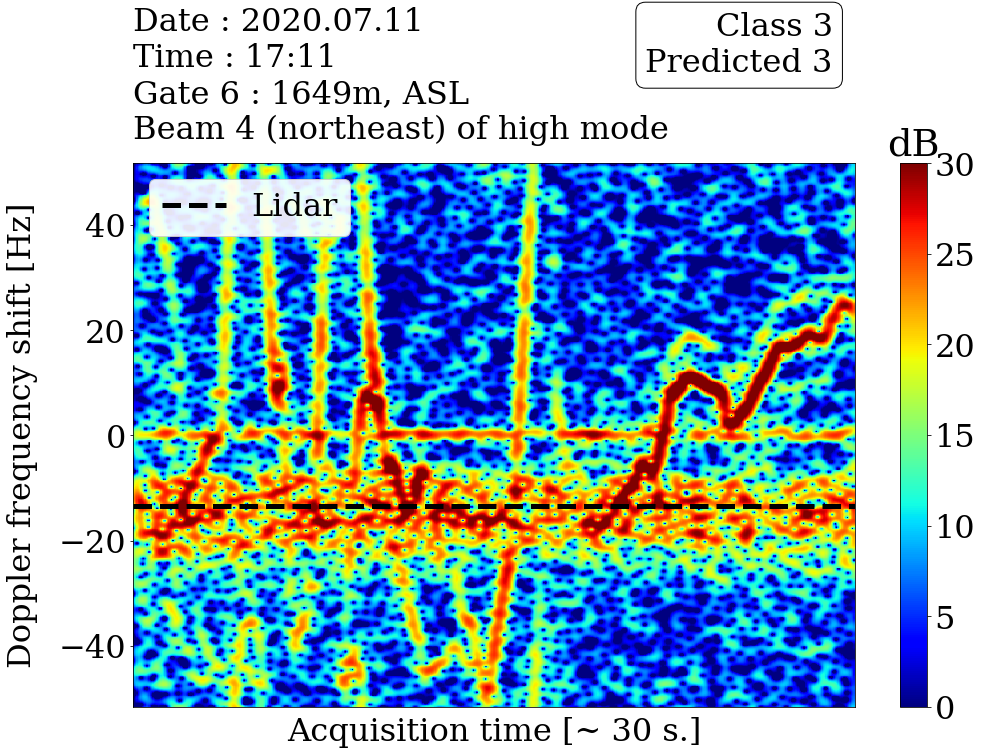 Date : 2020.07.11
Time : 17:11
Gate 6 : 1649m, ASL
Beam 4 (northeast) of high mode
Class 3
Predicted 3
dB
Lidar
Doppler frequency shift [Hz]
40
20
0
−20
−40
30
25
20
15
10
5
0
Acquisition time [~ 30 s.]